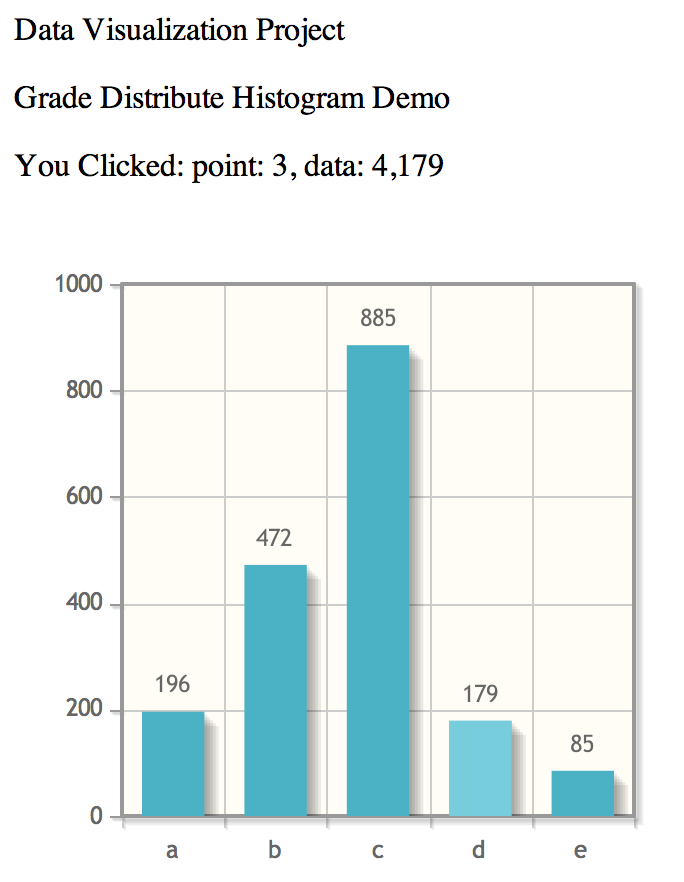 Data Visualization Project
Grade Distribute Histogram Demo
You Clicked: point: 3, data: 4,179
1000
885
800
600
472
400
196
179
200
85
0
a b c d e